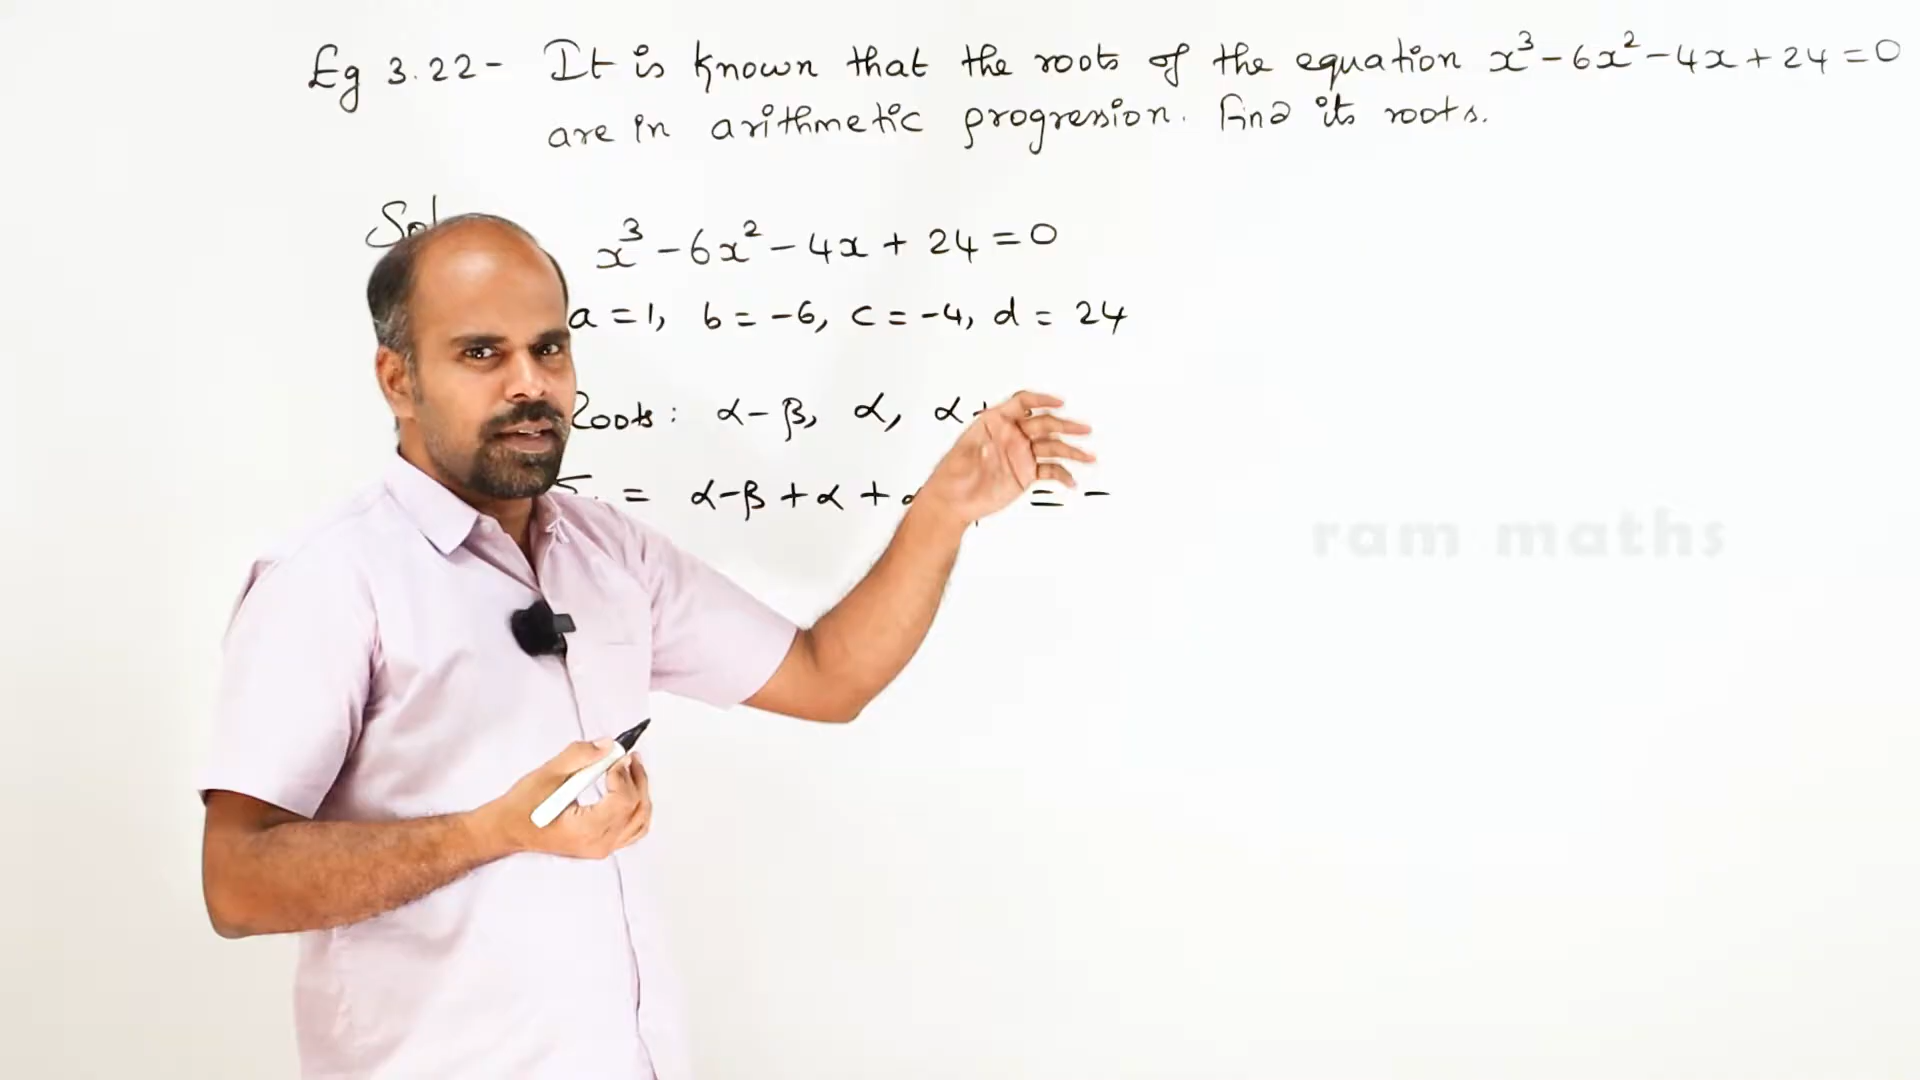 Eg 3.22- It is known that the roots of the equation x³-6x²-4x+24=0
are in arithmetic progression. Find its roots.
x³-6x²-4x+24=0
a=1, b=-6, c=-4, d=24
Roots: α-β, α, α+
= α-β+α+ = -
ram maths